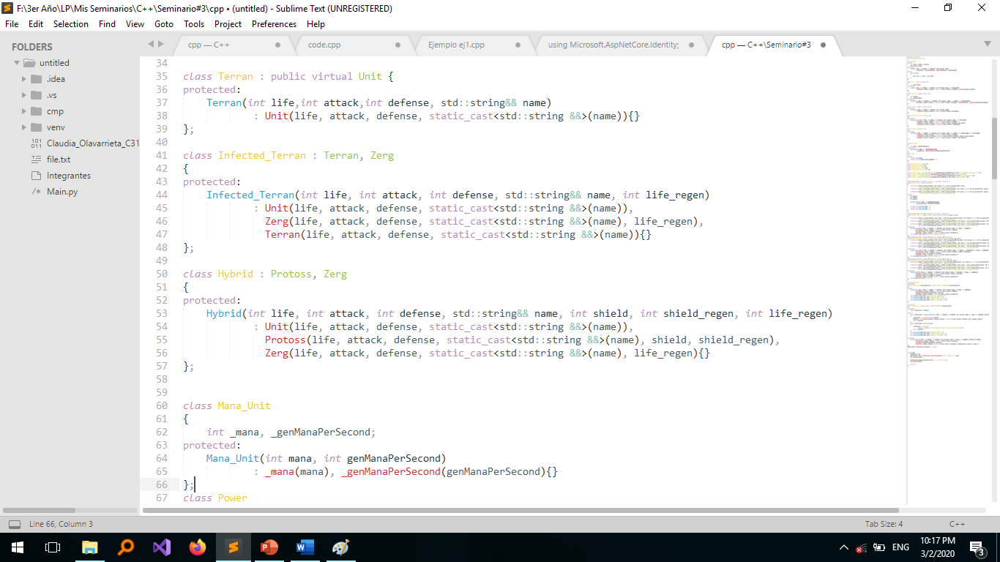 F:\3er Año\LP\Mis Seminarios\C++\Seminario#3\cpp • (untitled) - Sublime Text (UNREGISTERED)
File Edit Selection Find View Goto Tools Project Preferences Help
FOLDERS
untitled
.idea
.vs
cmp
venv
Claudia_Olavarrieta_C31
file.txt
Integrantes
Main.py
cpp — C++
code.cpp
Ejemplo ej1.cpp
using Microsoft.AspNetCore.Identity;
cpp — C++\Seminario#3
34
35 class Terran : public virtual Unit {
36 protected:
37 Terran(int life,int attack,int defense, std::string&& name)
38 : Unit(life, attack, defense, static_cast<std::string &&>(name)){}
39 };
40
41 class Infected_Terran : Terran, Zerg
42 {
43 protected:
44 Infected_Terran(int life, int attack, int defense, std::string&& name, int life_regen)
45 : Unit(life, attack, defense, static_cast<std::string &&>(name)),
46 Zerg(life, attack, defense, static_cast<std::string &&>(name), life_regen),
47 Terran(life, attack, defense, static_cast<std::string &&>(name)){}
48 };
49
50 class Hybrid : Protoss, Zerg
51 {
52 protected:
53 Hybrid(int life, int attack, int defense, std::string&& name, int shield, int shield_regen, int life_regen)
54 : Unit(life, attack, defense, static_cast<std::string &&>(name)),
55 Protoss(life, attack, defense, static_cast<std::string &&>(name), shield, shield_regen),
56 Zerg(life, attack, defense, static_cast<std::string &&>(name), life_regen){}
57 };
58
59
60 class Mana_Unit
61 {
62 int _mana, _genManaPerSecond;
63 protected:
64 Mana_Unit(int mana, int genManaPerSecond)
65 : _mana(mana), _genManaPerSecond(genManaPerSecond){}
66 };
67 class Power
Line 66, Column 3
Tab Size: 4
C++
ENG
10:17 PM
3/2/2020
3